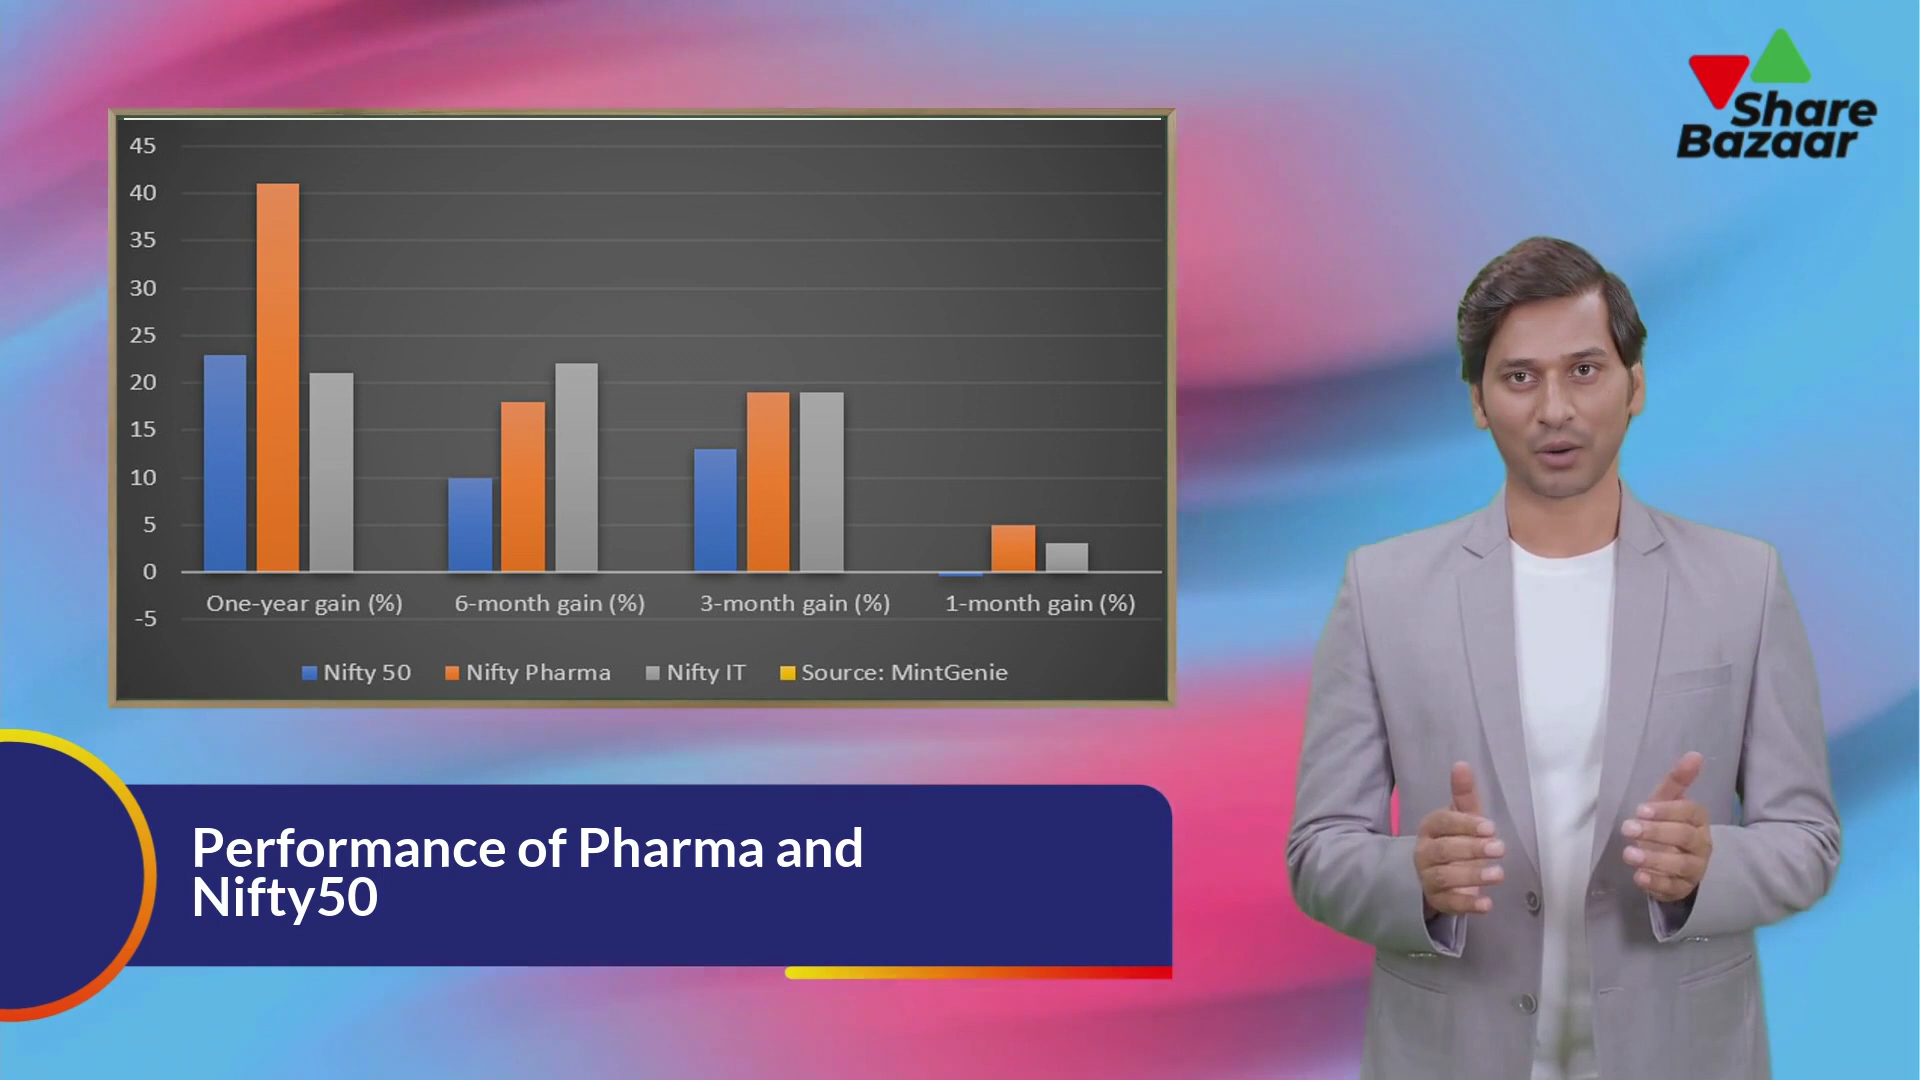 Share
Bazaar
45
40
35
30
25
20
15
10
5
0
-5
One-year gain (%) 6-month gain (%) 3-month gain (%) 1-month gain (%)
Nifty 50 Nifty Pharma Nifty IT Source: MintGenie
Performance of Pharma and
Nifty50